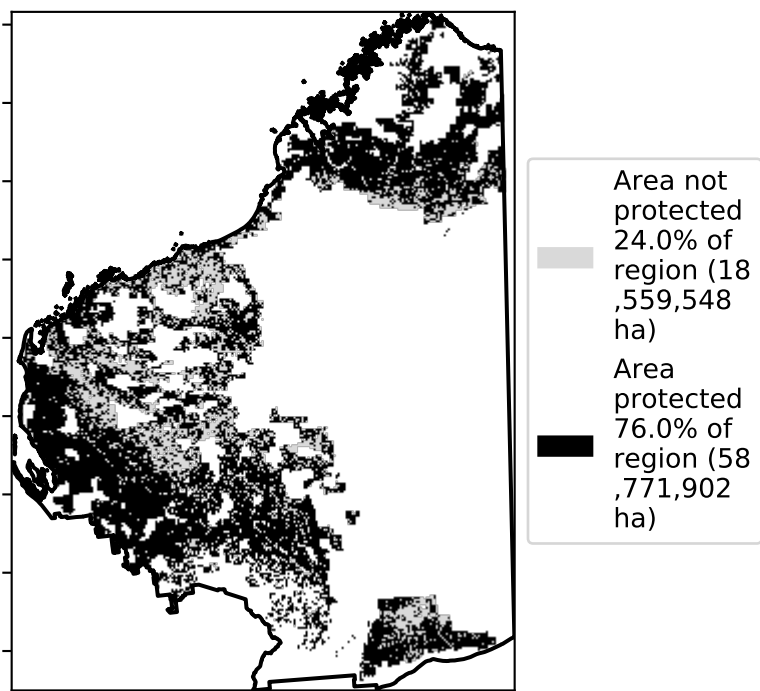 Area not
protected
24.0% of
region (18
,559,548
ha)
Area
protected
76.0% of
region (58
,771,902
ha)